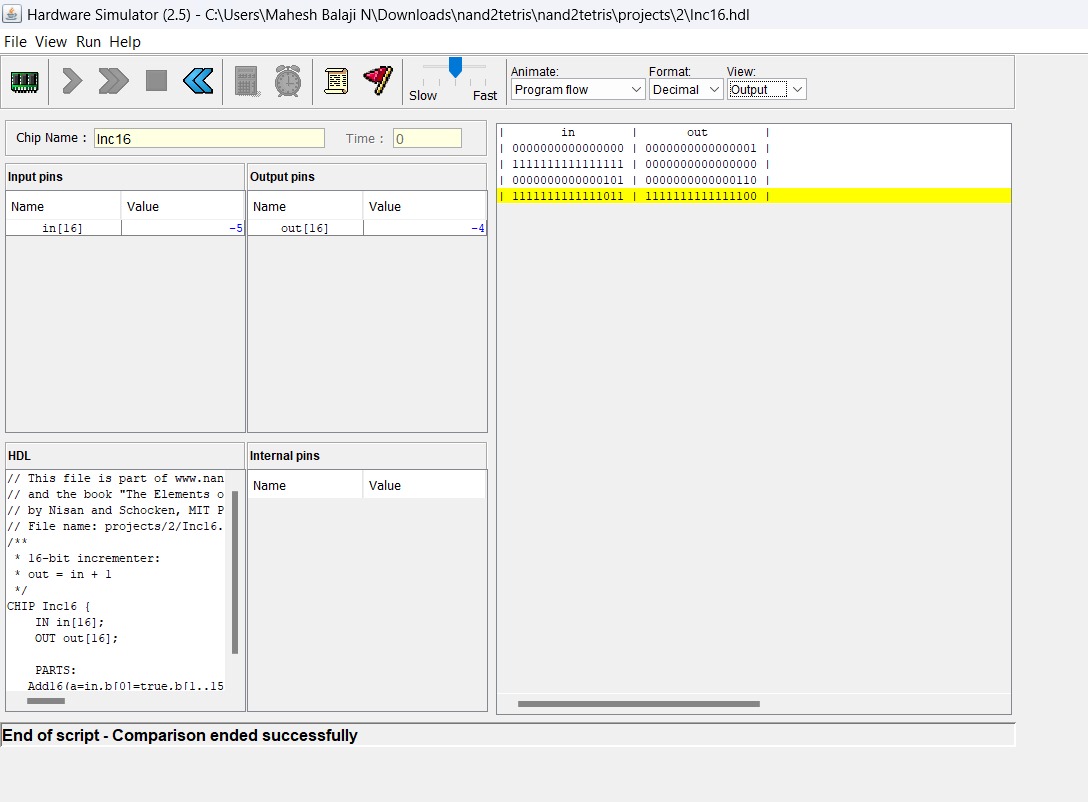 Hardware Simulator (2.5) - C:\Users\Mahesh Balaji N\Downloads\nand2tetris\nand2tetris\projects\2\Inc16.hdl
File View Run Help
Slow Fast
Animate: Format: View:
Program flow Decimal Output
Chip Name : Inc16 Time : 0
Input pins
Name Value
in[16] -5
Output pins
Name Value
out[16] -4
HDL
// This file is part of www.nan
// and the book "The Elements o
// by Nisan and Schocken, MIT P
// File name: projects/2/Inc16.
/**
* 16-bit incrementer:
* out = in + 1
*/
CHIP Inc16 {
IN in[16];
OUT out[16];
PARTS:
Add16(a=in,b[0]=true,b[1..15
Internal pins
Name Value
| in | out |
| 0000000000000000 | 0000000000000001 |
| 1111111111111111 | 0000000000000000 |
| 0000000000000101 | 0000000000000110 |
| 1111111111111011 | 1111111111111100 |
End of script - Comparison ended successfully